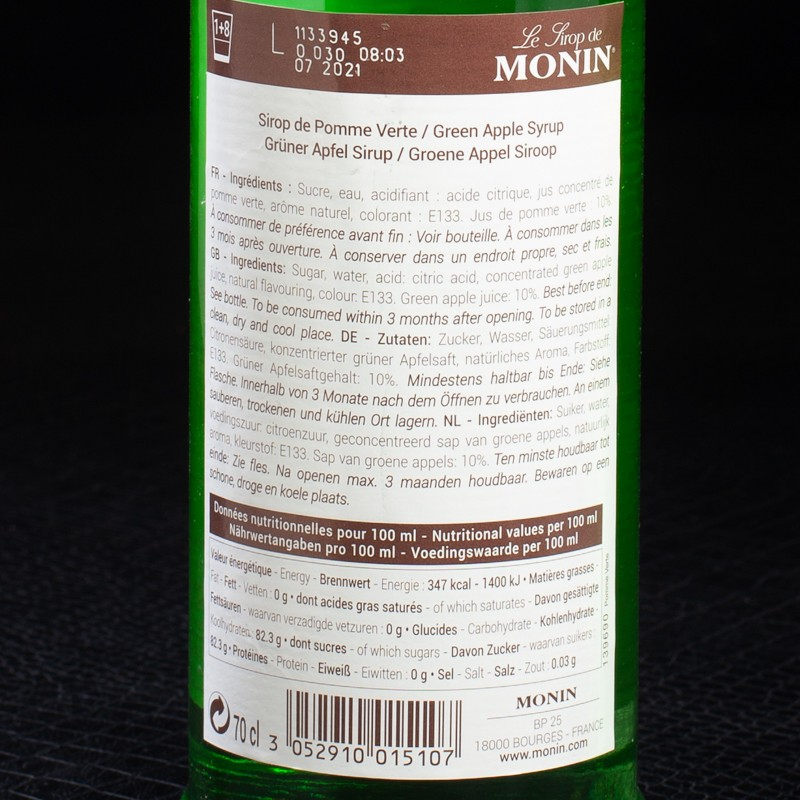 1+8
L 1133945
0 030 08:03
07 2021
Le Sirop de
MONIN®
Sirop de Pomme Verte / Green Apple Syrup
Grüner Apfel Sirup / Groene Appel Siroop
FR - Ingrédients : Sucre, eau, acidifiant : acide citrique, jus concentré de
pomme verte, arôme naturel, colorant : E133. Jus de pomme verte : 10%.
À consommer de préférence avant fin : Voir bouteille. À consommer dans les
3 mois après ouverture. À conserver dans un endroit propre, sec et frais.
GB - Ingredients: Sugar, water, acid: citric acid, concentrated green apple
juice, natural flavouring, colour: E133. Green apple juice: 10%. Best before end:
See bottle. To be consumed within 3 months after opening. To be stored in a
clean, dry and cool place. DE - Zutaten: Zucker, Wasser, Säuerungsmittel:
Citronensäure, konzentrierter grüner Apfelsaft, natürliches Aroma, Farbstoff:
E133. Grüner Apfelsaftgehalt: 10%. Mindestens haltbar bis Ende: Siehe
Flasche. Innerhalb von 3 Monate nach dem Öffnen zu verbrauchen. An einem
sauberen, trockenen und kühlen Ort lagern. NL - Ingrediënten: Suiker, water,
voedingszuur: citroenzuur, geconcentreerd sap van groene appels, natuurlijk
aroma, kleurstof: E133. Sap van groene appels: 10%. Ten minste houdbaar tot
einde: Zie fles. Na openen max. 3 maanden houdbaar. Bewaren op een
schone, droge en koele plaats.
Données nutritionnelles pour 100 ml - Nutritional values per 100 ml
Nährwertangaben pro 100 ml - Voedingswaarde per 100 ml
Valeur énergétique - Energy - Brennwert - Energie : 347 kcal - 1400 kJ • Matières grasses -
Fat - Fett - Vetten : 0 g • dont acides gras saturés - of which saturates - Davon gesättigte
Fettsäuren - waarvan verzadigde vetzuren : 0 g • Glucides - Carbohydrate - Kohlenhydrate -
Koolhydraten : 82.3 g • dont sucres - of which sugars - Davon Zucker - waarvan suikers :
82.3 g • Protéines - Protein - Eiweiß - Eiwitten : 0 g • Sel - Salt - Salz - Zout : 0.03 g
139690 Pomme Verte
70 cl
3 052910 015107
MONIN
BP 25
18000 BOURGES - FRANCE
www.monin.com